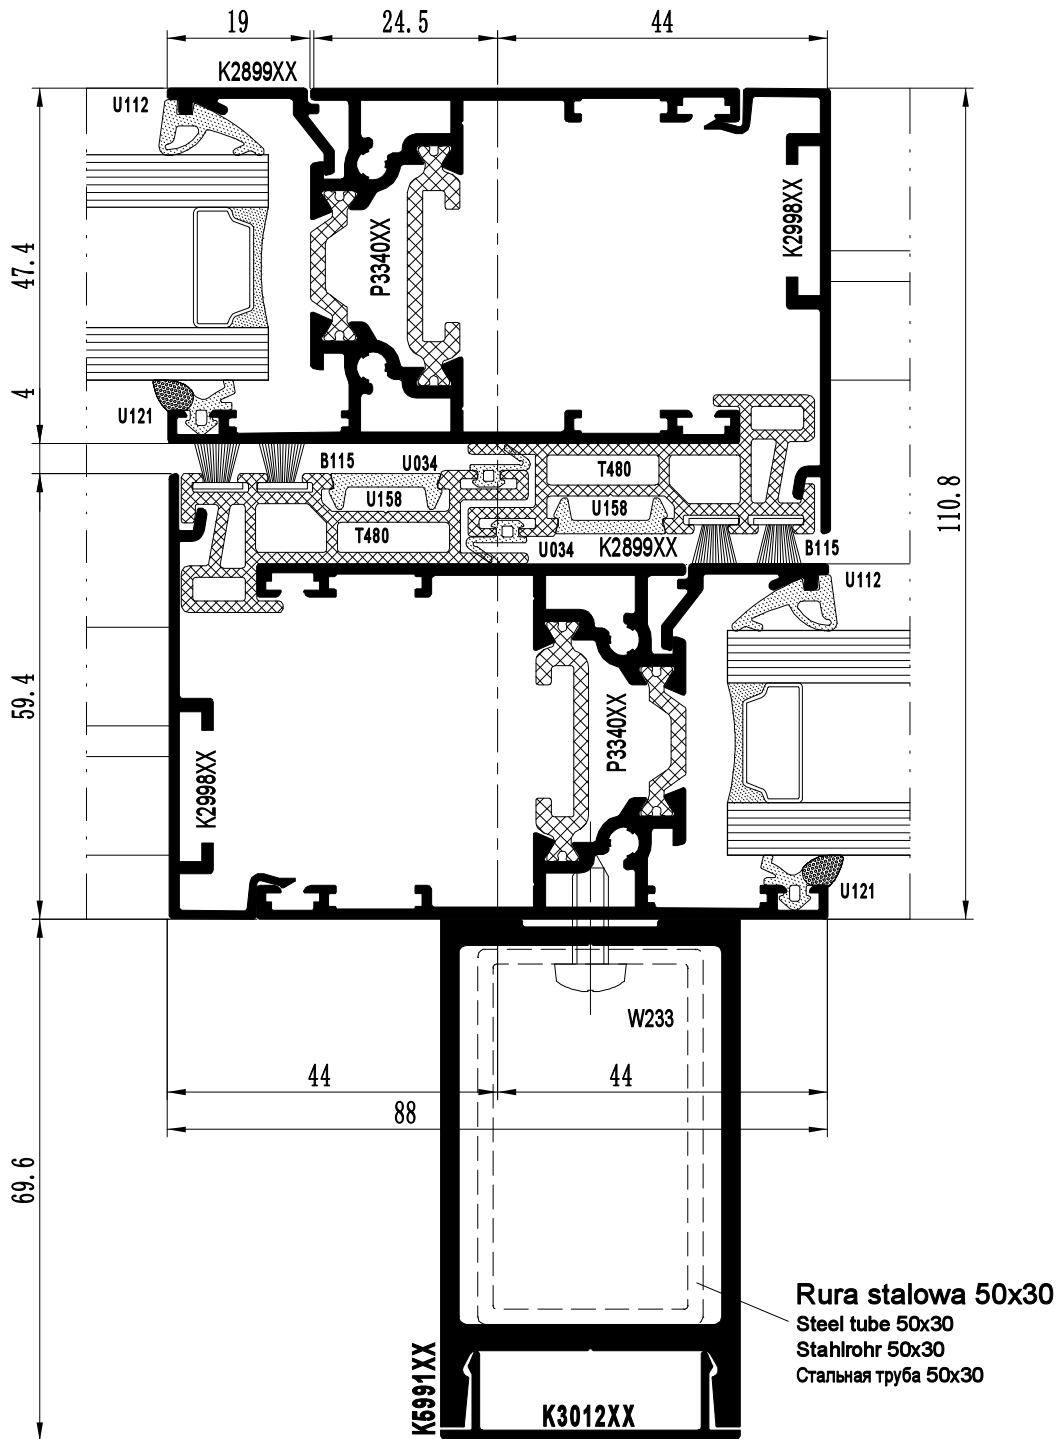 19
24.5
44
K2899XX
U112
K2998XX
P3340XX
47.4
4
U121
B115
U034
T480
U158
U158
T480
110.8
U034
K2899XX
B115
U112
59.4
P3340XX
K2998XX
U121
W233
44
44
88
69.6
Rura stalowa 50x30
Steel tube 50x30
Stahlrohr 50x30
Стальная труба 50x30
K5991XX
K3012XX